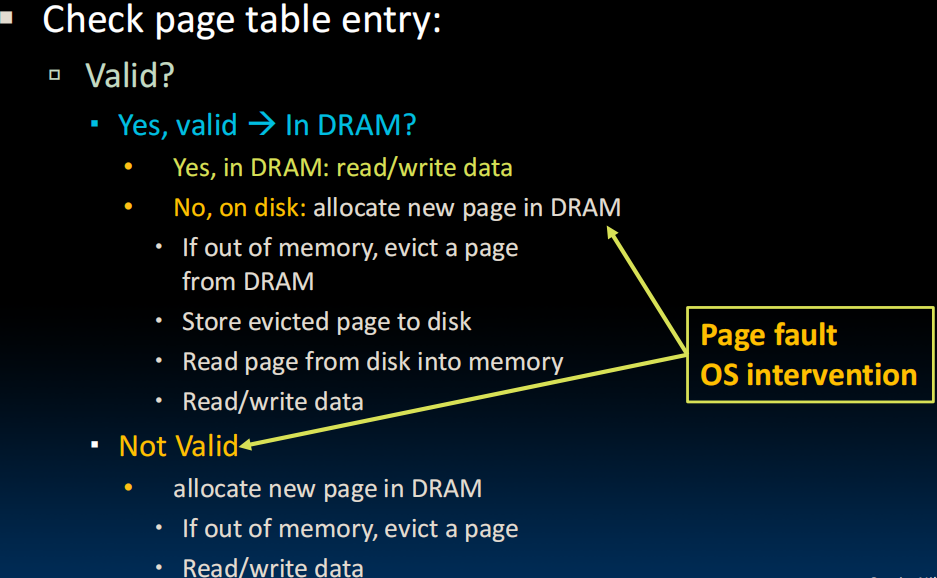 Check page table entry:
Valid?
Yes, valid → In DRAM?
Yes, in DRAM: read/write data
No, on disk: allocate new page in DRAM
If out of memory, evict a page
from DRAM
Store evicted page to disk
Read page from disk into memory
Read/write data
Page fault
OS intervention
Not Valid
allocate new page in DRAM
If out of memory, evict a page
Read/write data